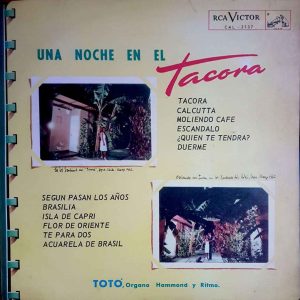 RCA VICTOR
UNA NOCHE EN EL
Tacora
TACORA
CALCUTTA
MOLIENDO CAFE
ESCANDALO
¿QUIEN TE TENDRA?
DUERME
SEGUN PASAN LOS AÑOS
BRASILIA
ISLA DE CAPRI
FLOR DE ORIENTE
TE PARA DOS
ACUARELA DE BRASIL
TOTO, Organo Hammond y Ritmo.